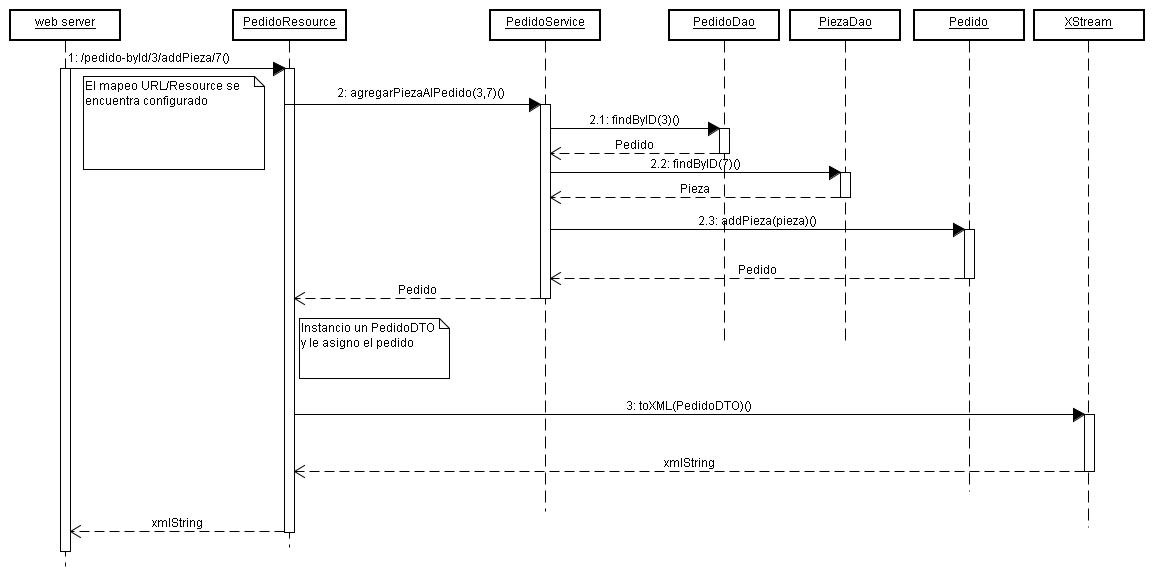 web server
PedidoResource
PedidoService
PedidoDao
PiezaDao
Pedido
XStream
1: /pedido-byId/3/addPieza/7()
El mapeo URL/Resource se
encuentra configurado
2: agregarPiezaAlPedido(3,7)()
2.1: findByID(3)()
Pedido
2.2: findByID(7)()
Pieza
2.3: addPieza(pieza)()
Pedido
Pedido
Instancio un PedidoDTO
y le asigno el pedido
3: toXML(PedidoDTO)()
xmlString
xmlString